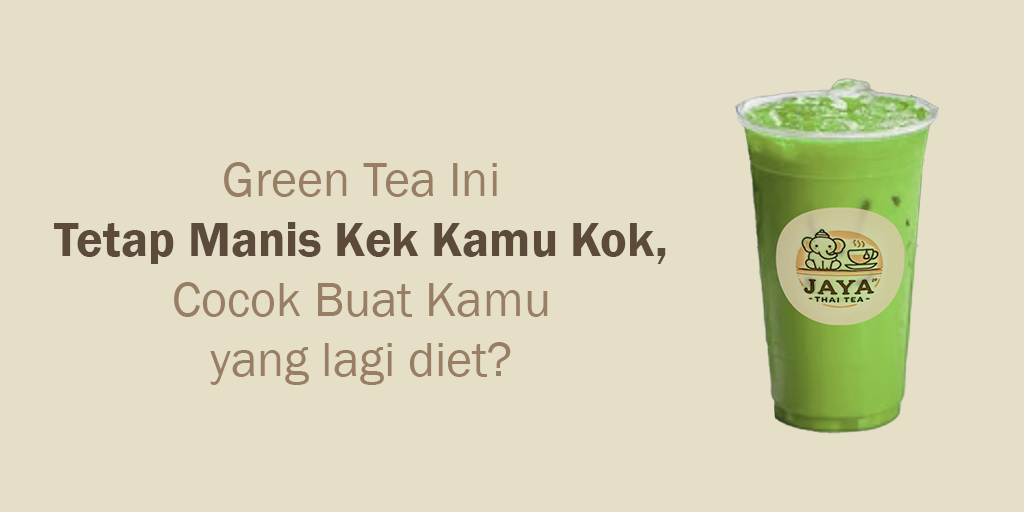 Green Tea Ini
Tetap Manis Kek Kamu Kok,
Cocok Buat Kamu
yang lagi diet?
JAYA
-THAI TEA-